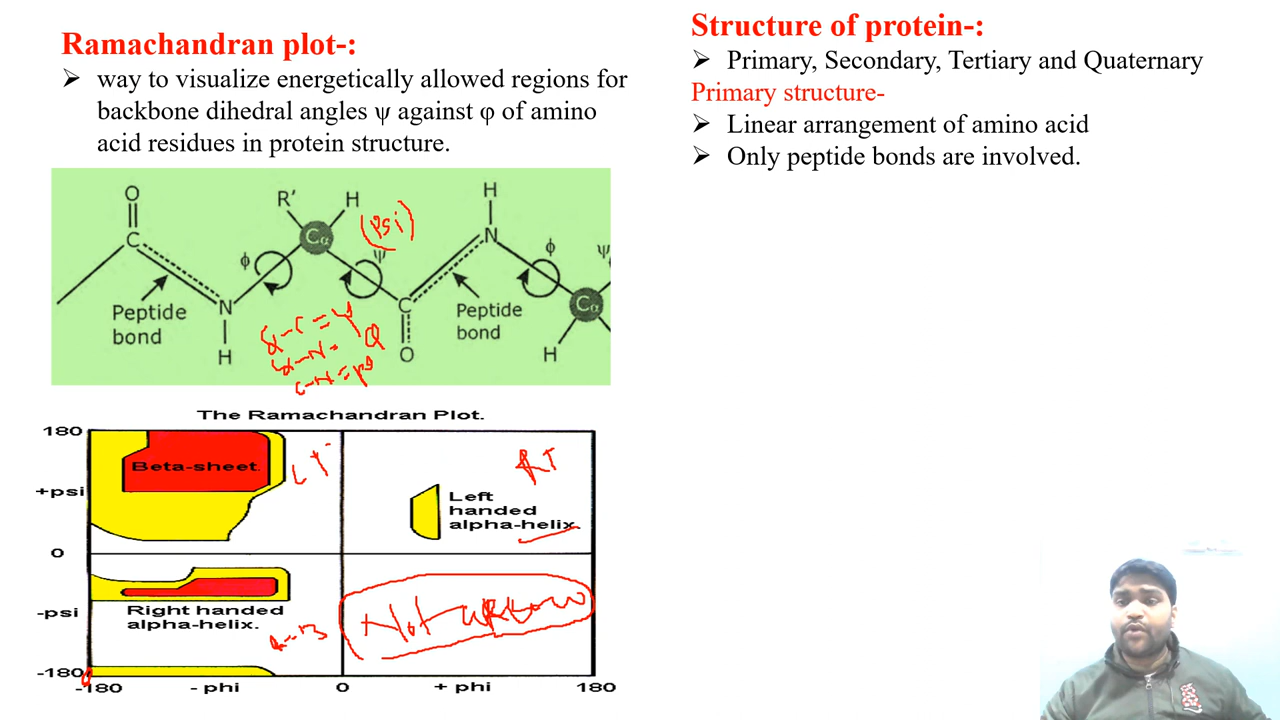 Ramachandran plot-:
➢ way to visualize energetically allowed regions for
backbone dihedral angles ψ against φ of amino
acid residues in protein structure.
O
C
Peptide
bond
N
H
ϕ
R'
H
Cα
(Psi)
ψ
C
O
H
N
Peptide
bond
ϕ
ψ
Cα
H
The Ramachandran Plot.
180
+psi
0
-psi
-180
Beta-sheet.
Left
handed
alpha-helix.
RT
Right handed
alpha-helix.
Not
-180
- phi
0
+ phi
180
Structure of protein-:
➢ Primary, Secondary, Tertiary and Quaternary
Primary structure-
➢ Linear arrangement of amino acid
➢ Only peptide bonds are involved.